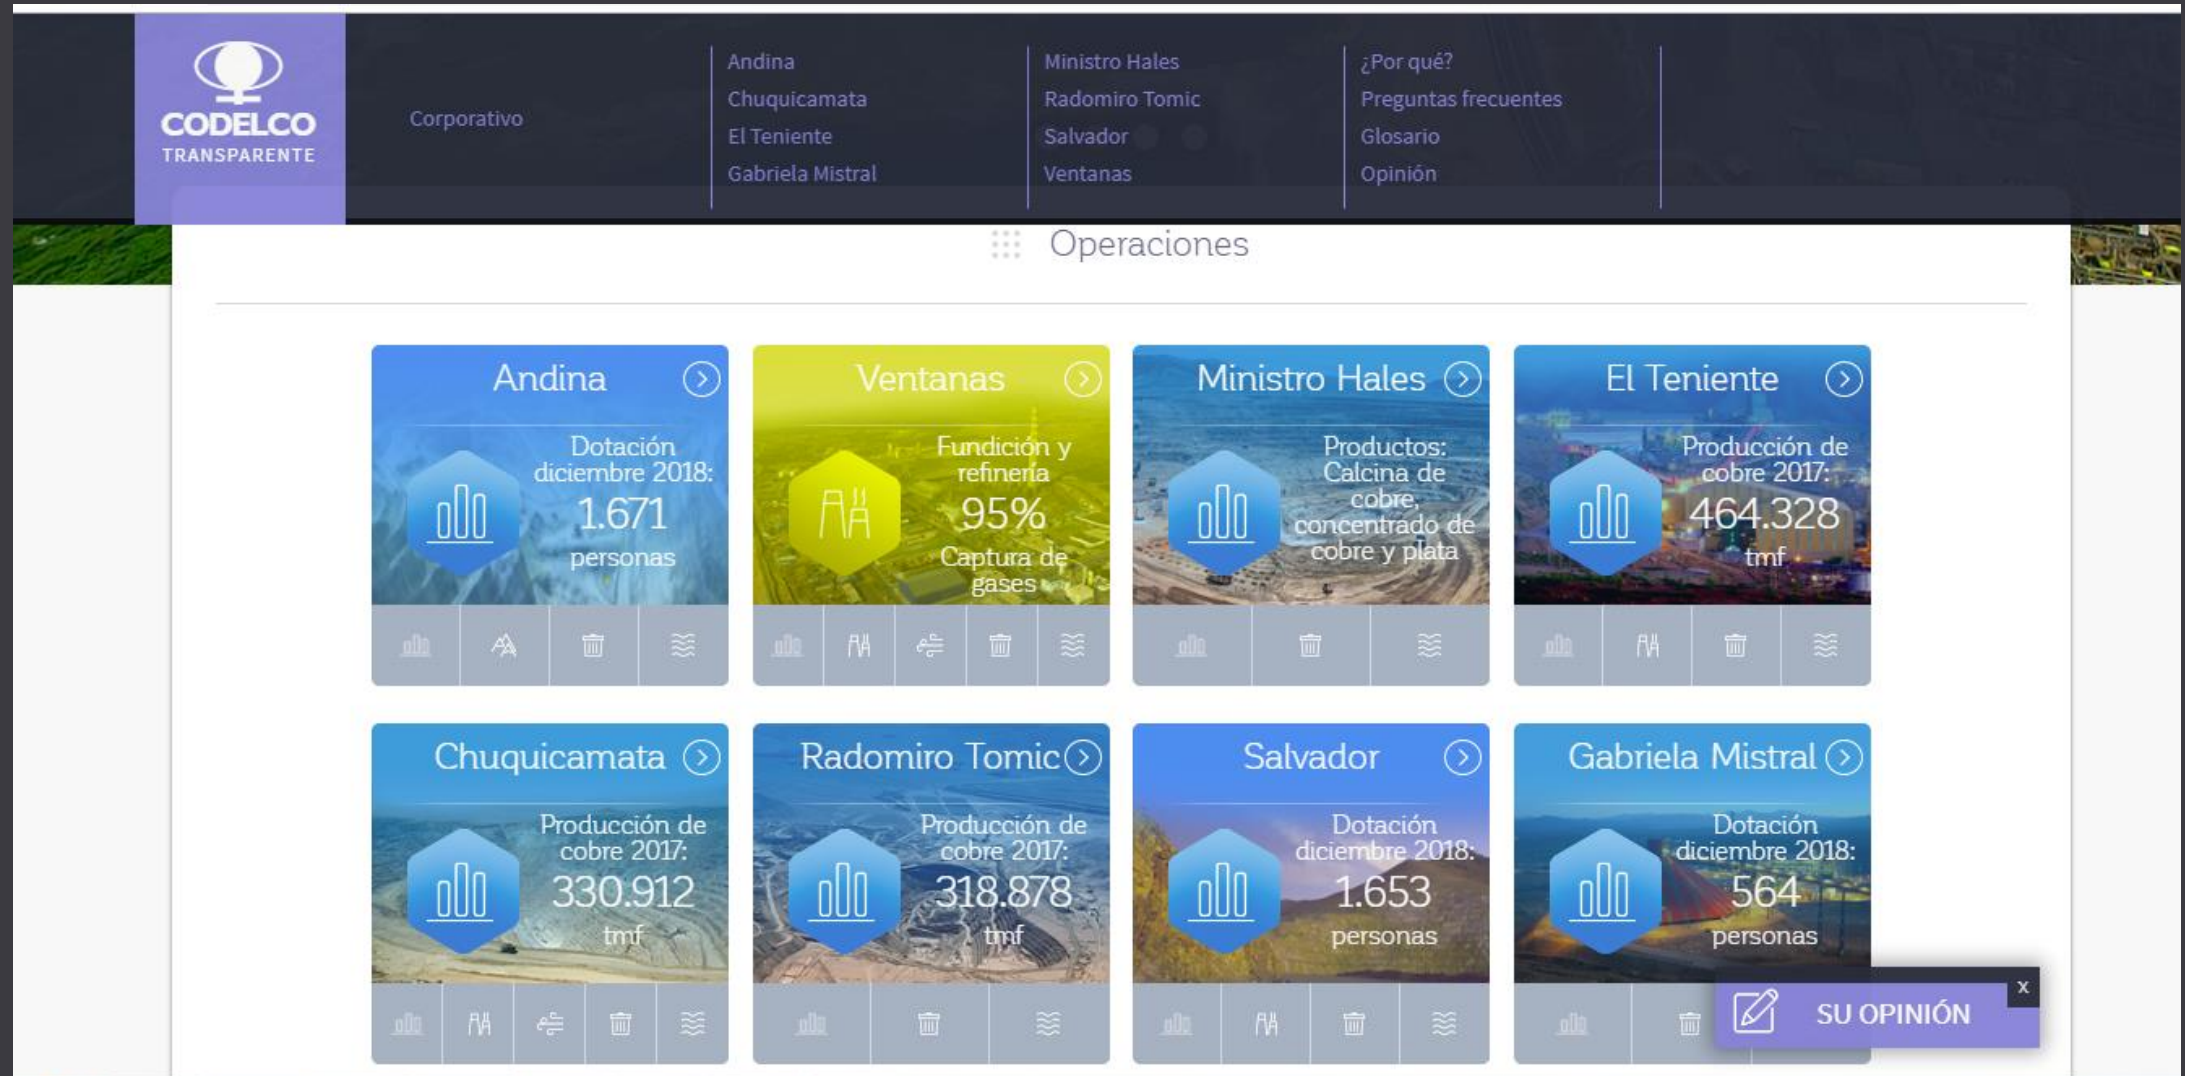 CODELCO
TRANSPARENTE
Corporativo
Andina
Chuquicamata
El Teniente
Gabriela Mistral
Ministro Hales
Radomiro Tomic
Salvador
Ventanas
¿Por qué?
Preguntas frecuentes
Glosario
Opinión
Operaciones
Andina
Dotación
diciembre 2018:
1.671
personas
Ventanas
Fundición y
refinería
95%
Captura de
gases
Ministro Hales
Productos:
Calcina de
cobre,
concentrado de
cobre y plata
El Teniente
Producción de
cobre 2017:
464.328
tmf
Chuquicamata
Producción de
cobre 2017:
330.912
tmf
Radomiro Tomic
Producción de
cobre 2017:
318.878
tmf
Salvador
Dotación
diciembre 2018:
1.653
personas
Gabriela Mistral
Dotación
diciembre 2018:
564
personas
x
SU OPINIÓN